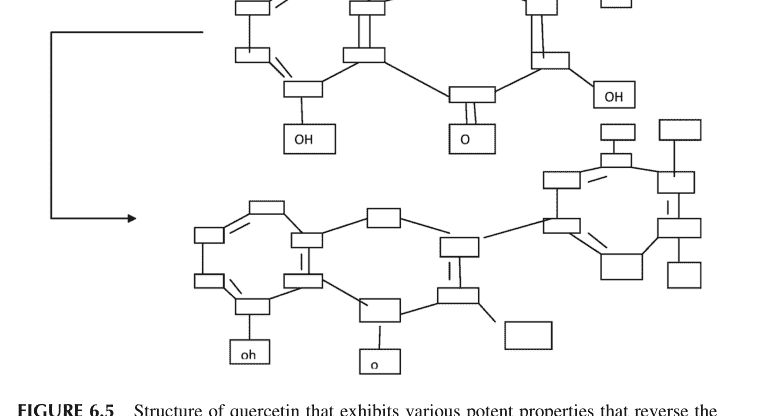 OH
OH
O
oh
o
FIGURE 6.5 Structure of quercetin that exhibits various potent properties that reverse the